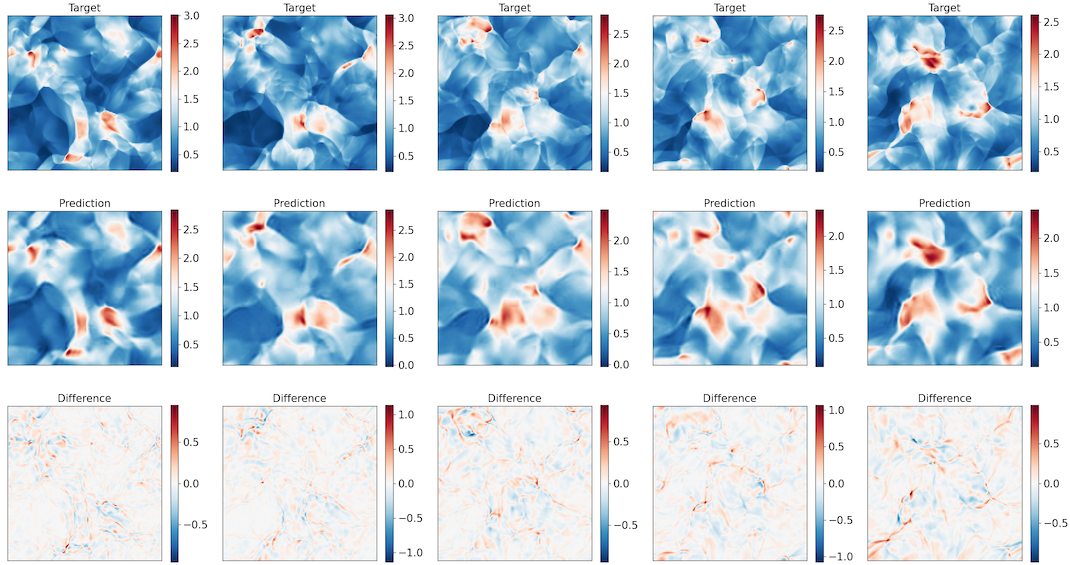 Target Target Target Target Target
3.0 3.0 2.5 2.5 2.5
2.5 2.5 2.0 2.0 2.0
2.0 2.0 1.5 1.5 1.5
1.5 1.5 1.0 1.0 1.0
1.0 1.0 0.5 0.5 0.5
0.5 0.5
Prediction Prediction Prediction Prediction Prediction
2.5 2.5 2.0 2.0 2.0
2.0 2.0 1.5 1.5 1.5
1.5 1.5 1.0 1.0 1.0
1.0 1.0 0.5 0.5 0.5
0.5 0.5 0.0
0.0
Difference Difference Difference Difference Difference
0.5 1.0 0.5 1.0 0.5
0.0 0.5 0.0 0.5 0.0
−0.5 0.0 −0.5 0.0 −0.5
−0.5 −0.5
−1.0 −1.0